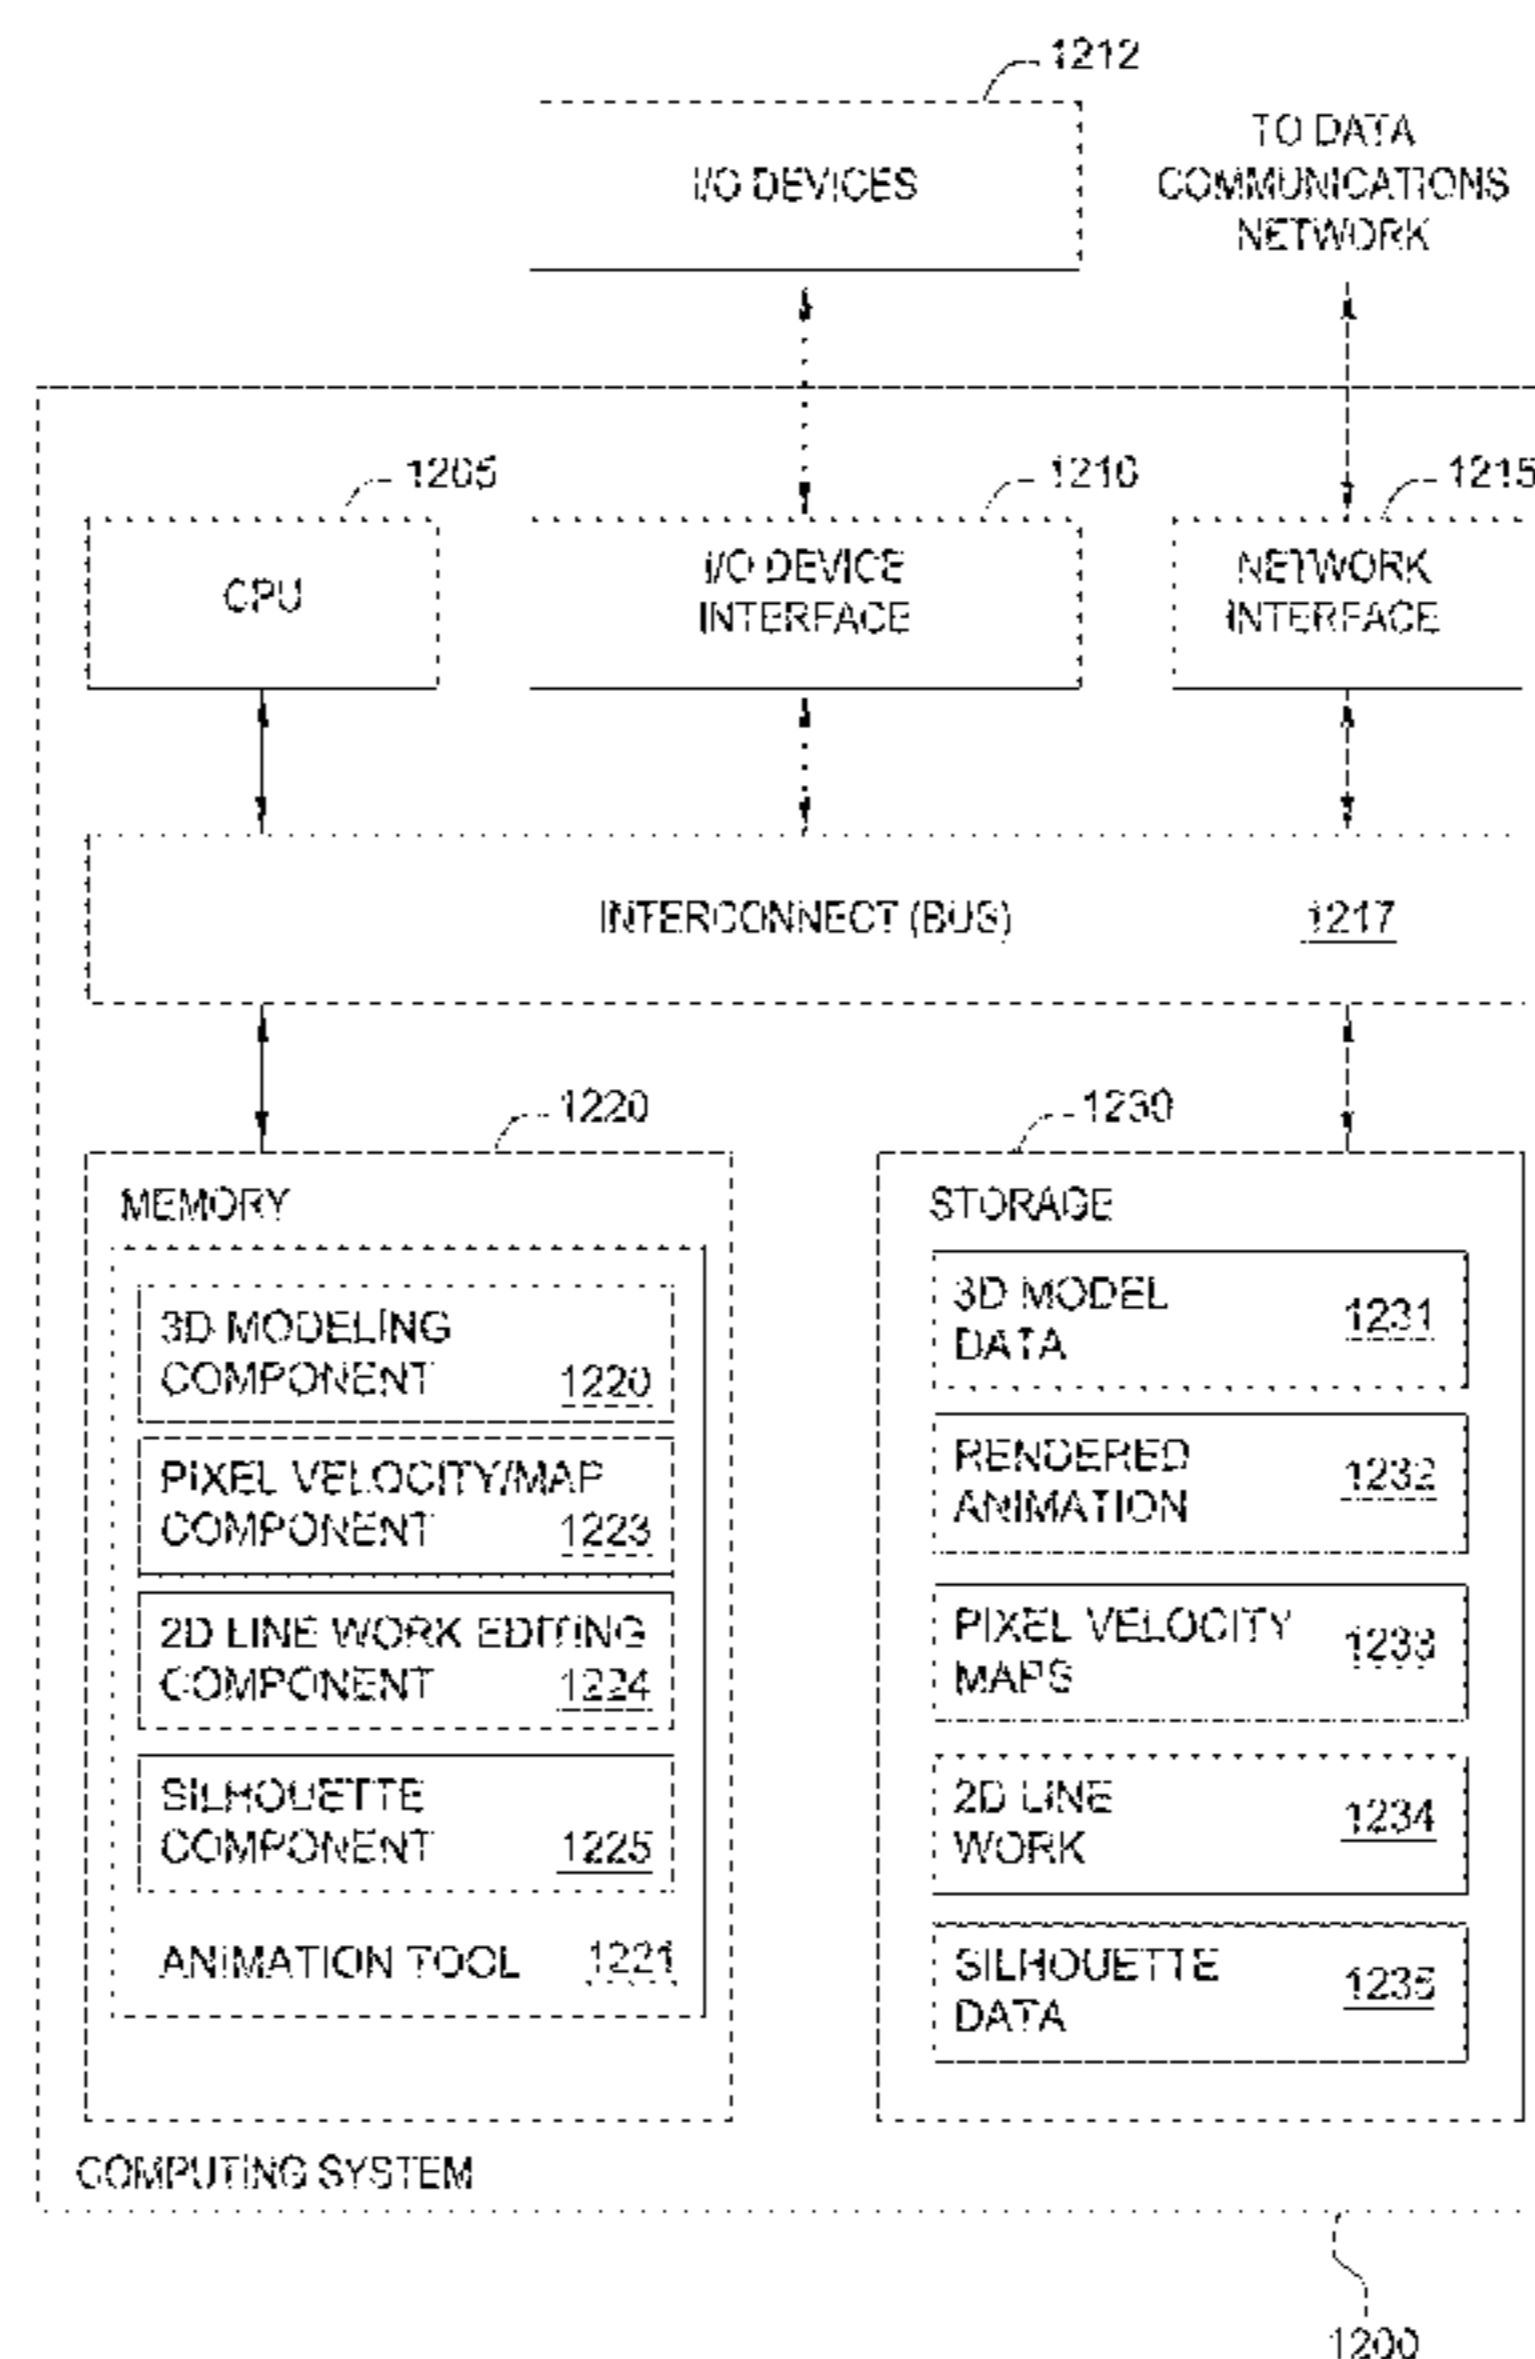 1212
I/O DEVICES
TO DATA
COMMUNICATIONS
NETWORK
1205
1210
1215
CPU
I/O DEVICE
INTERFACE
NETWORK
INTERFACE
INTERCONNECT (BUS)
1217
1220
1230
MEMORY
3D MODELING
COMPONENT 1220
PIXEL VELOCITY/MAP
COMPONENT 1223
2D LINE WORK EDITING
COMPONENT 1224
SILHOUETTE
COMPONENT 1225
ANIMATION TOOL 1221
STORAGE
3D MODEL
DATA
1231
RENDERED
ANIMATION
1232
PIXEL VELOCITY
MAPS
1233
2D LINE
WORK
1234
SILHOUETTE
DATA
1235
COMPUTING SYSTEM
1200